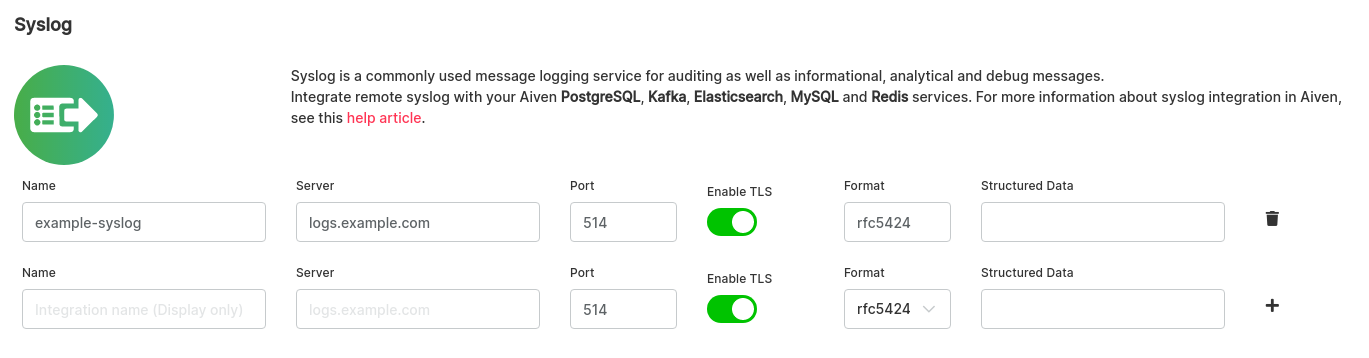 Syslog
Syslog is a commonly used message logging service for auditing as well as informational, analytical and debug messages.
Integrate remote syslog with your Aiven PostgreSQL, Kafka, Elasticsearch, MySQL and Redis services. For more information about syslog integration in Aiven,
see this help article.
Name Server Port Enable TLS Format Structured Data
example-syslog logs.example.com 514 rfc5424
Name Server Port Enable TLS Format Structured Data
Integration name (Display only) logs.example.com 514 rfc5424